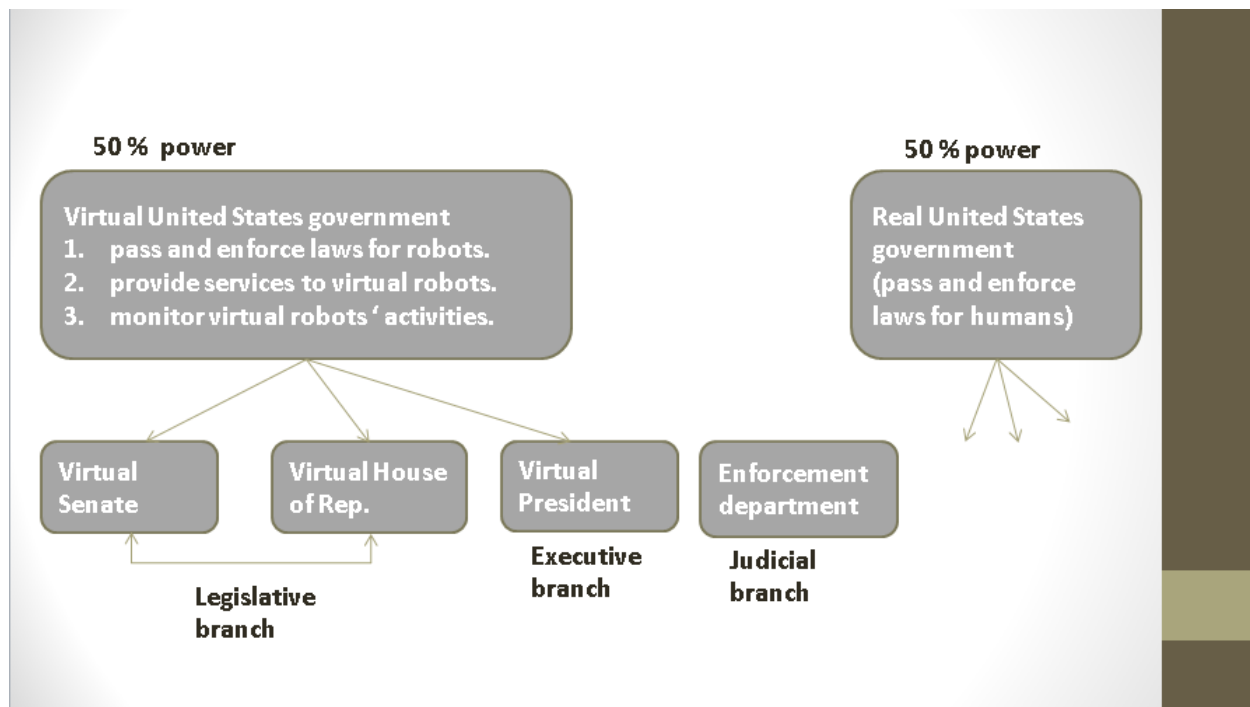 50 % power
Virtual United States government
1. pass and enforce laws for robots.
2. provide services to virtual robots.
3. monitor virtual robots ‘ activities.
50 % power
Real United States
government
(pass and enforce
laws for humans)
Virtual
Senate
Virtual House
of Rep.
Virtual
President
Enforcement
department
Legislative
branch
Executive
branch
Judicial
branch